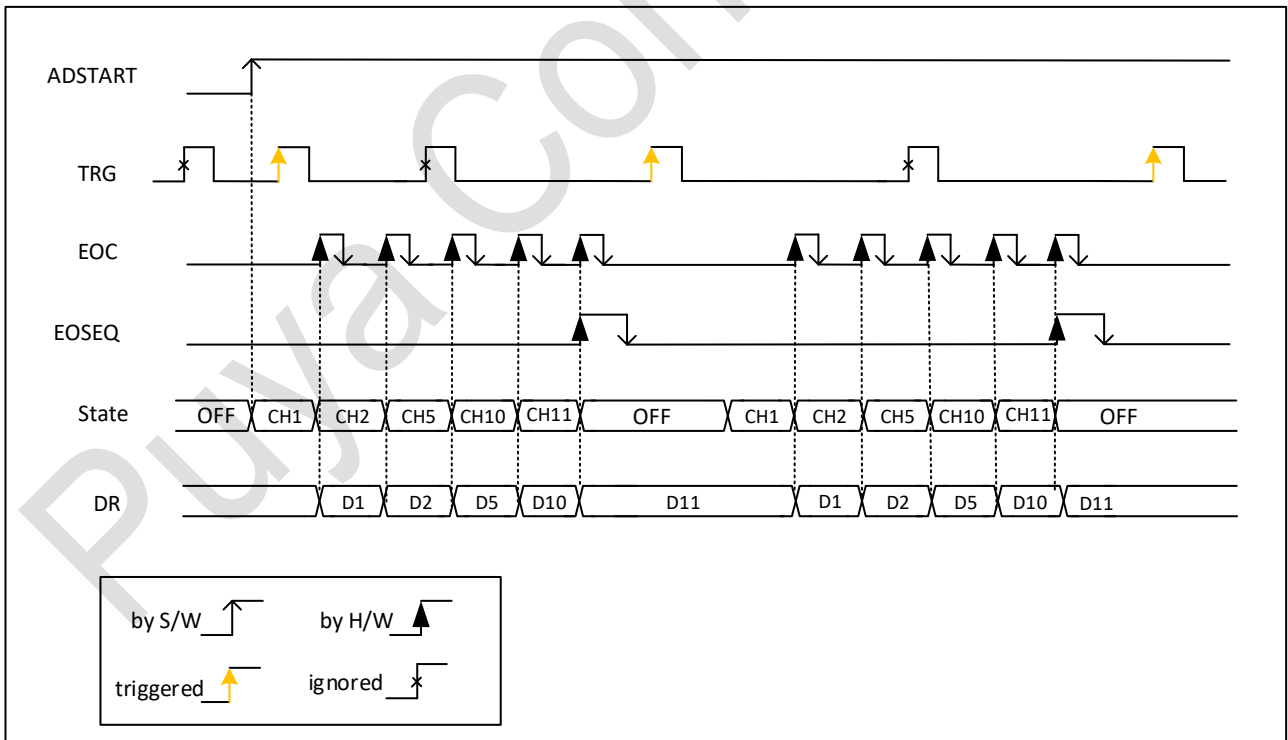 Puya Con
ADSTART
TRG
EOC
EOSEQ
State OFF CH1 CH2 CH5 CH10 CH11 OFF CH1 CH2 CH5 CH10 CH11 OFF
DR D1 D2 D5 D10 D11 D1 D2 D5 D10 D11
by S/W by H/W
triggered ignored